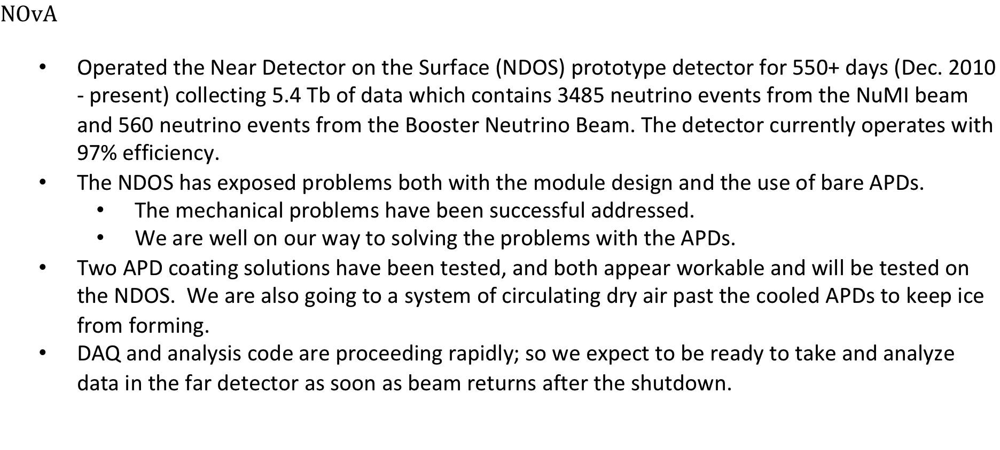 NOvA
• Operated the Near Detector on the Surface (NDOS) prototype detector for 550+ days (Dec. 2010
- present) collecting 5.4 Tb of data which contains 3485 neutrino events from the NuMI beam
and 560 neutrino events from the Booster Neutrino Beam. The detector currently operates with
97% efficiency.
• The NDOS has exposed problems both with the module design and the use of bare APDs.
• The mechanical problems have been successful addressed.
• We are well on our way to solving the problems with the APDs.
• Two APD coating solutions have been tested, and both appear workable and will be tested on
the NDOS.  We are also going to a system of circulating dry air past the cooled APDs to keep ice
from forming.
• DAQ and analysis code are proceeding rapidly; so we expect to be ready to take and analyze
data in the far detector as soon as beam returns after the shutdown.